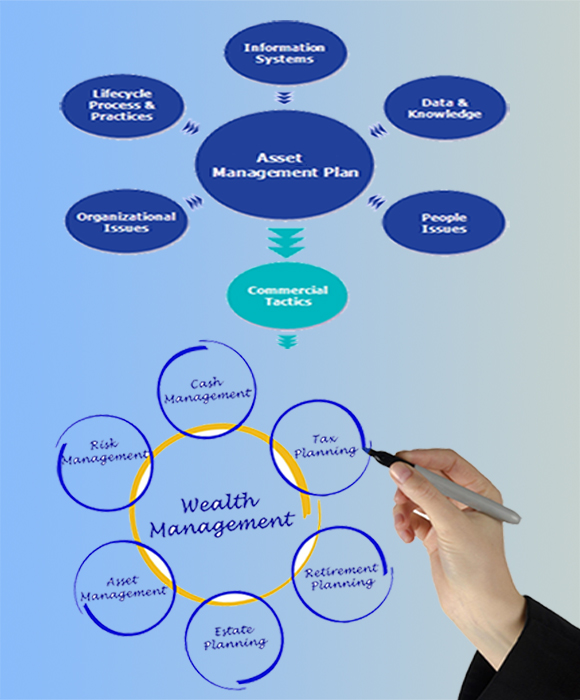 Information
Systems
Lifecycle
Process &
Practices
Data &
Knowledge
Asset
Management Plan
Organizational
Issues
People
Issues
Commercial
Tactics
Cash
Management
Tax
Planning
Risk
Management
Wealth
Management
Retirement
Planning
Asset
Management
Estate
Planning